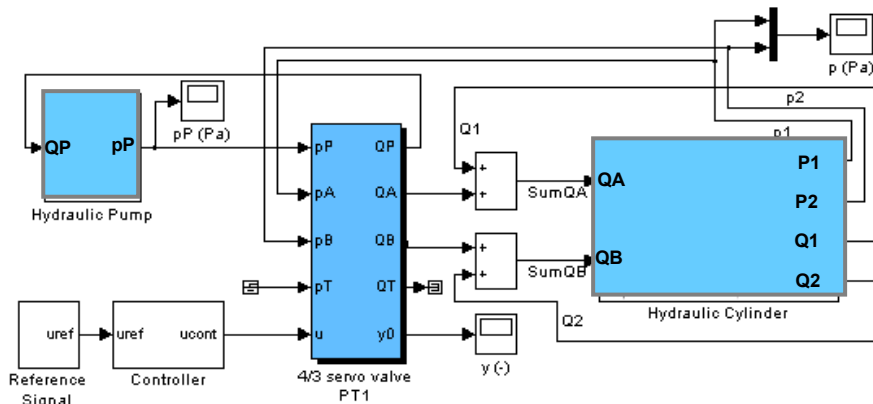 p (Pa)
p2
p1
Q1
pP (Pa)
QP pP
Hydraulic Pump
pP QP
pA QA
pB QB
pT QT
u y0
4/3 servo valve
PT1
+
+
SumQA
+
+
SumQB
QA
QB
P1
P2
Q1
Q2
Hydraulic Cylinder
Q2
y (-)
uref
Reference
Signal
uref ucont
Controller